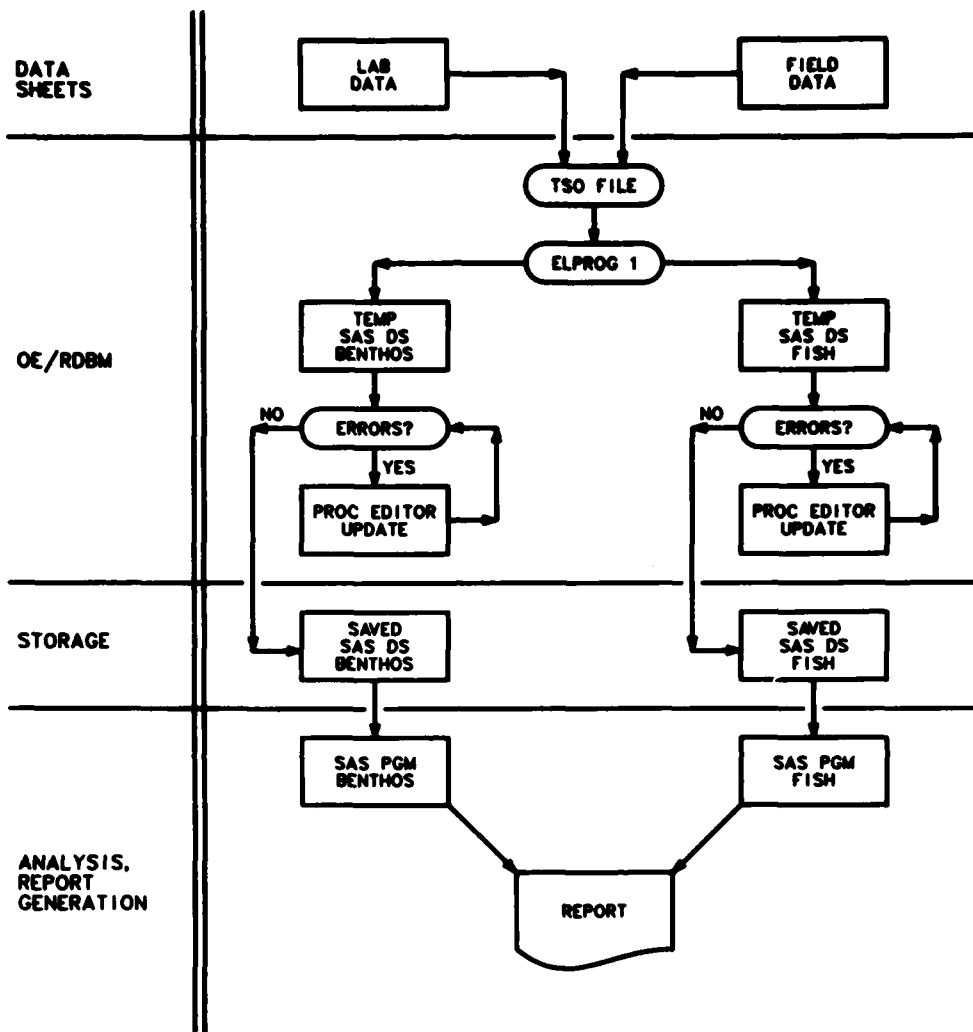 DATA
SHEETS
LAB
DATA
FIELD
DATA
TSO FILE
ELPROG 1
OE/RDBM
TEMP
SAS DS
BENTHOS
TEMP
SAS DS
FISH
NO
ERRORS?
YES
PROC EDITOR
UPDATE
NO
ERRORS?
YES
PROC EDITOR
UPDATE
STORAGE
SAVED
SAS DS
BENTHOS
SAVED
SAS DS
FISH
SAS PGM
BENTHOS
SAS PGM
FISH
ANALYSIS,
REPORT
GENERATION
REPORT